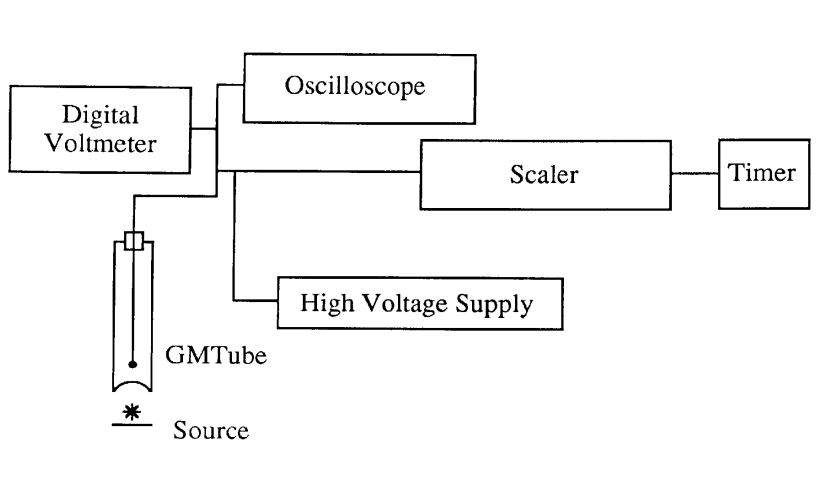 Oscilloscope
Digital
Voltmeter
Scaler
Timer
High Voltage Supply
GMTube
Source